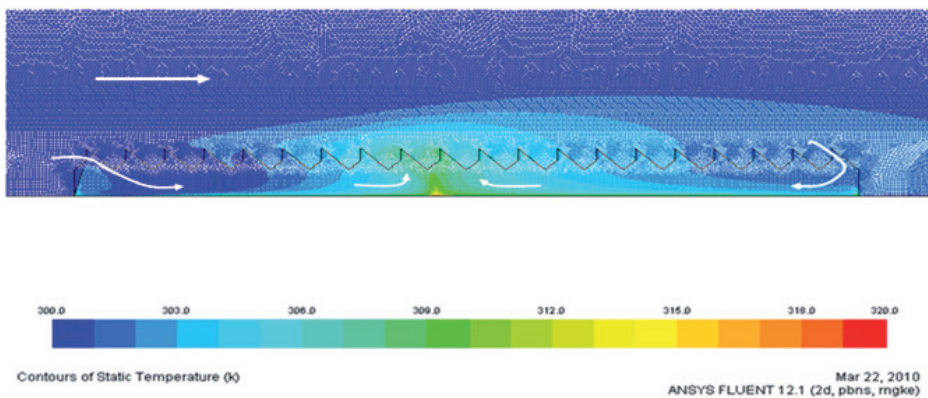 300.0 303.0 306.0 309.0 312.0 315.0 318.0 320.0
Contours of Static Temperature (k)
Mar 22, 2010
ANSYS FLUENT 12.1 (2d, pbns, rngke)